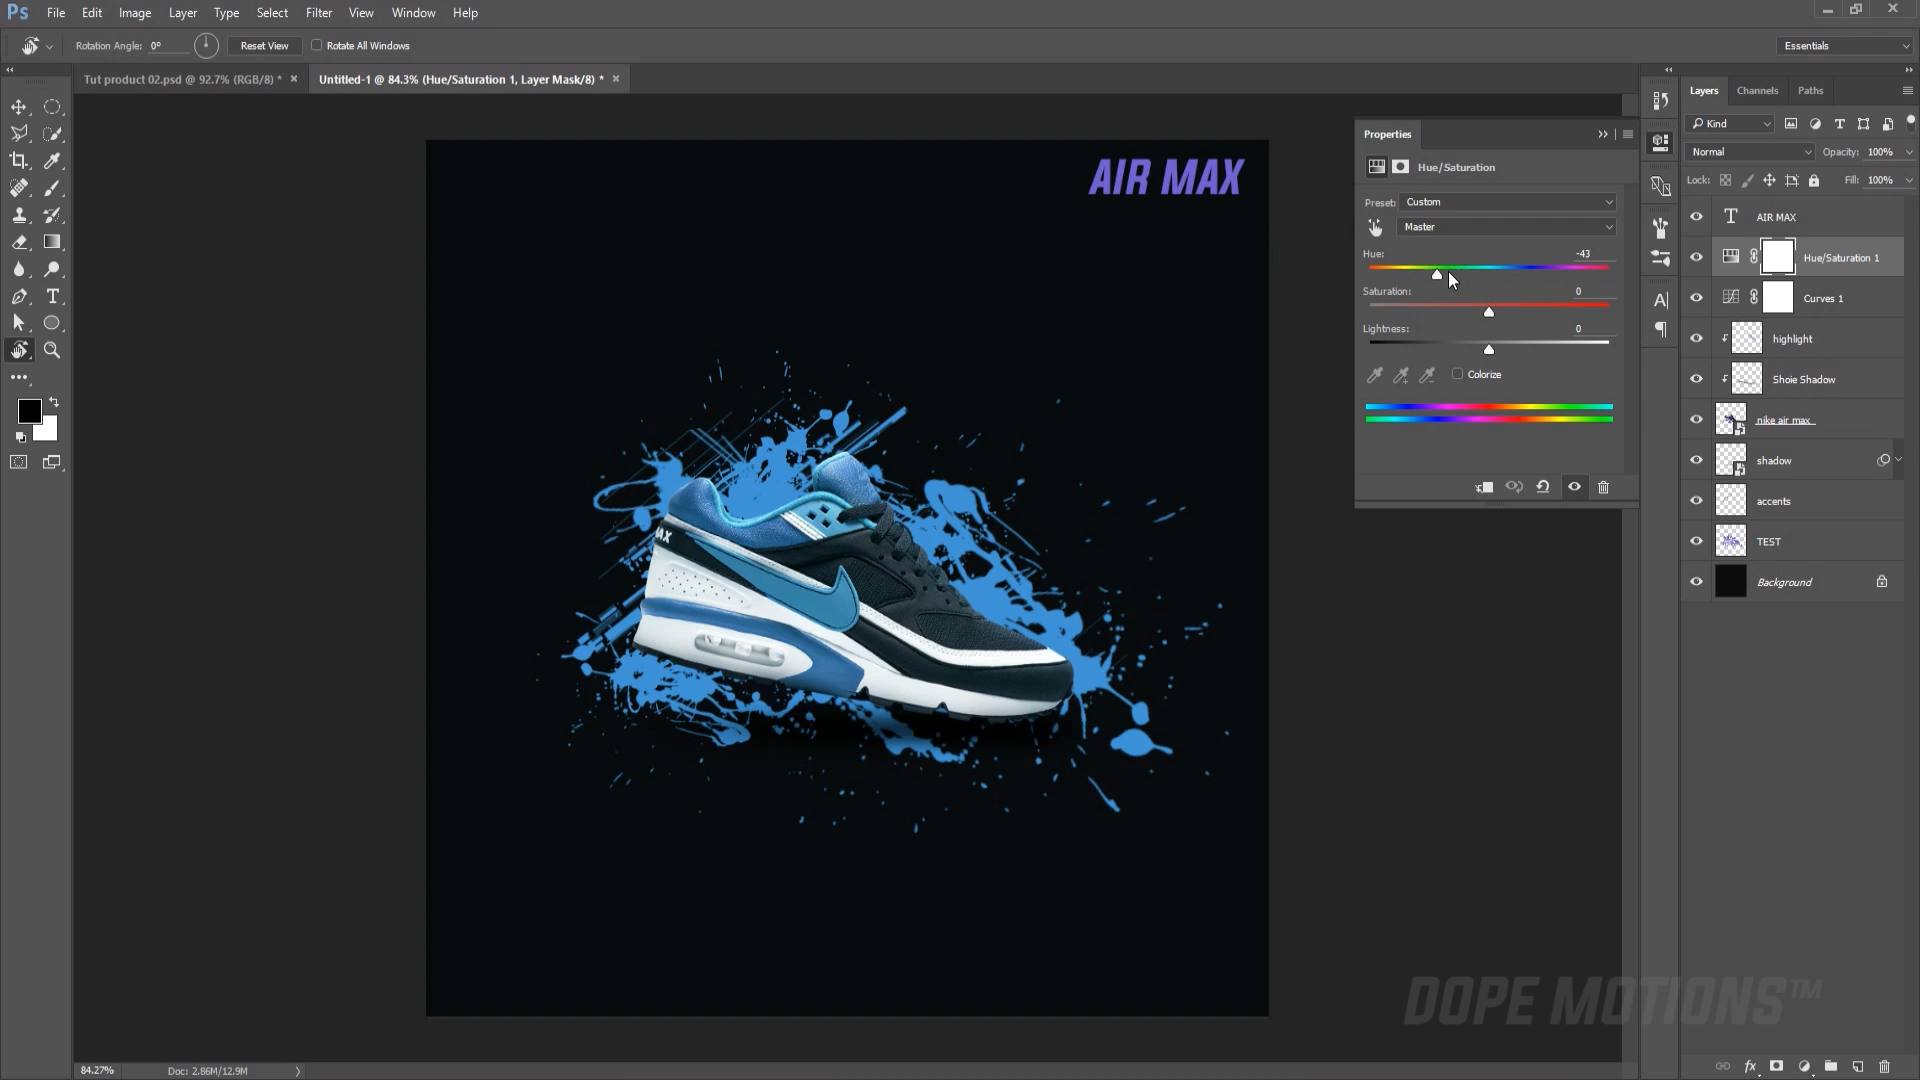 Ps File Edit Image Layer Type Select Filter View Window Help
Rotation Angle: 0° Reset View Rotate All Windows Essentials
Tut product 02.psd @ 92.7% (RGB/8) * × Untitled-1 @ 84.3% (Hue/Saturation 1, Layer Mask/8) * ×
AIR MAX
AX
Properties
Hue/Saturation
Preset: Custom
Master
Hue: -43
Saturation: 0
Lightness: 0
Colorize
Layers Channels Paths
Kind
Normal Opacity: 100%
Lock: Fill: 100%
AIR MAX
Hue/Saturation 1
Curves 1
highlight
Shoie Shadow
nike air max
shadow
accents
TEST
Background
DOPE MOTIONS™
84.27% Doc: 2.86M/12.9M